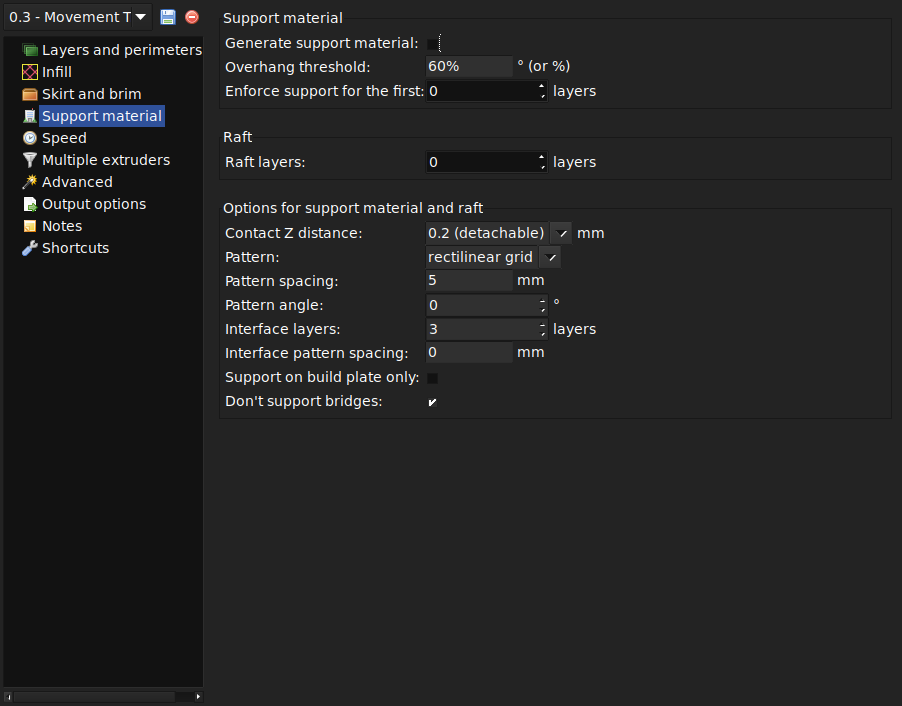 0.3 - Movement T
Layers and perimeters
Infill
Skirt and brim
Support material
Speed
Multiple extruders
Advanced
Output options
Notes
Shortcuts
Support material
Generate support material:
Overhang threshold: 60% ° (or %)
Enforce support for the first: 0 layers
Raft
Raft layers: 0 layers
Options for support material and raft
Contact Z distance: 0.2 (detachable) mm
Pattern: rectilinear grid
Pattern spacing: 5 mm
Pattern angle: 0 °
Interface layers: 3 layers
Interface pattern spacing: 0 mm
Support on build plate only:
Don't support bridges: